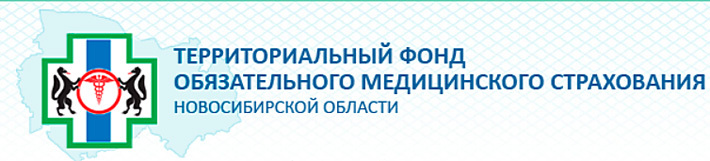 ТЕРРИТОРИАЛЬНЫЙ ФОНД
ОБЯЗАТЕЛЬНОГО МЕДИЦИНСКОГО СТРАХОВАНИЯ
НОВОСИБИРСКОЙ ОБЛАСТИ